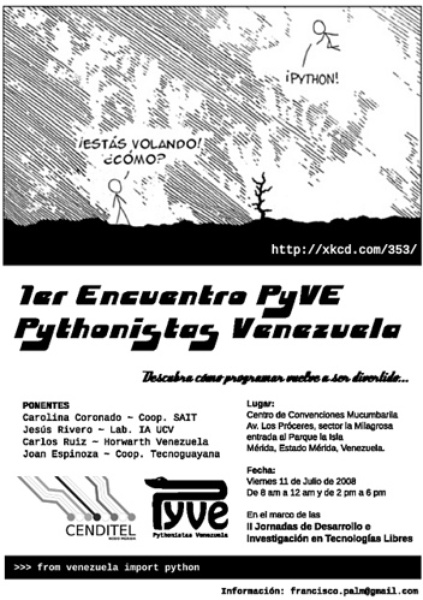 ¡PYTHON!
¡ESTÁS VOLANDO!
¿CÓMO?
http://xkcd.com/353/
1er Encuentro PyVE
Pythonistas Venezuela
Descubra cómo programar vuelve a ser divertido...
PONENTES
Carolina Coronado ~ Coop. SAIT
Jesús Rivero ~ Lab. IA UCV
Carlos Ruiz ~ Horwarth Venezuela
Joan Espinoza ~ Coop. Tecnoguayana
Lugar:
Centro de Convenciones Mucumbarila
Av. Los Próceres, sector la Milagrosa
entrada al Parque la Isla
Mérida, Estado Mérida, Venezuela.
Fecha:
Viernes 11 de Julio de 2008
De 8 am a 12 am y de 2 pm a 6 pm
En el marco de las
II Jornadas de Desarrollo e
Investigación en Tecnologías Libres
CENDITEL
Pyve
Pythonistas Venezuela
>>> from venezuela import python
Información: francisco.palm@gmail.com